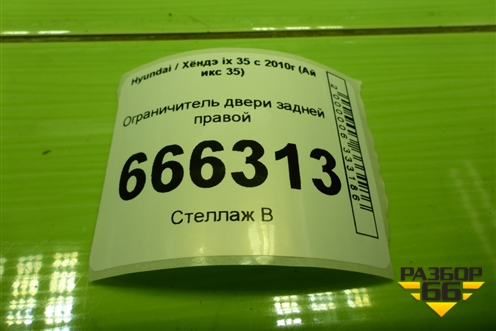 Hyundai / Хёндэ ix 35 с 2010г (Ай
икс 35)
Ограничитель двери задней
правой
666313
Стеллаж В
РАЗБОР
66